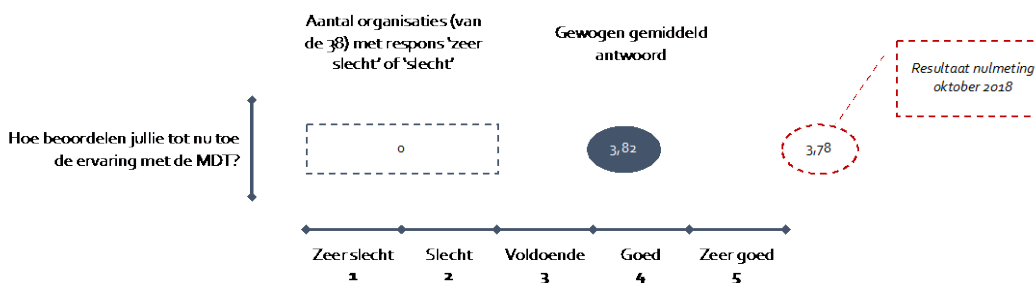 Aantal organisaties (van
de 38) met respons 'zeer
slecht' of 'slecht'
Gewogen gemiddeld
antwoord
Resultaat nulmeting
oktober 2018
Hoe beoordelen jullie tot nu toe
de ervaring met de MDT?
0
3,82
3,78
Zeer slecht
1
Slecht
2
Voldoende
3
Goed
4
Zeer goed
5